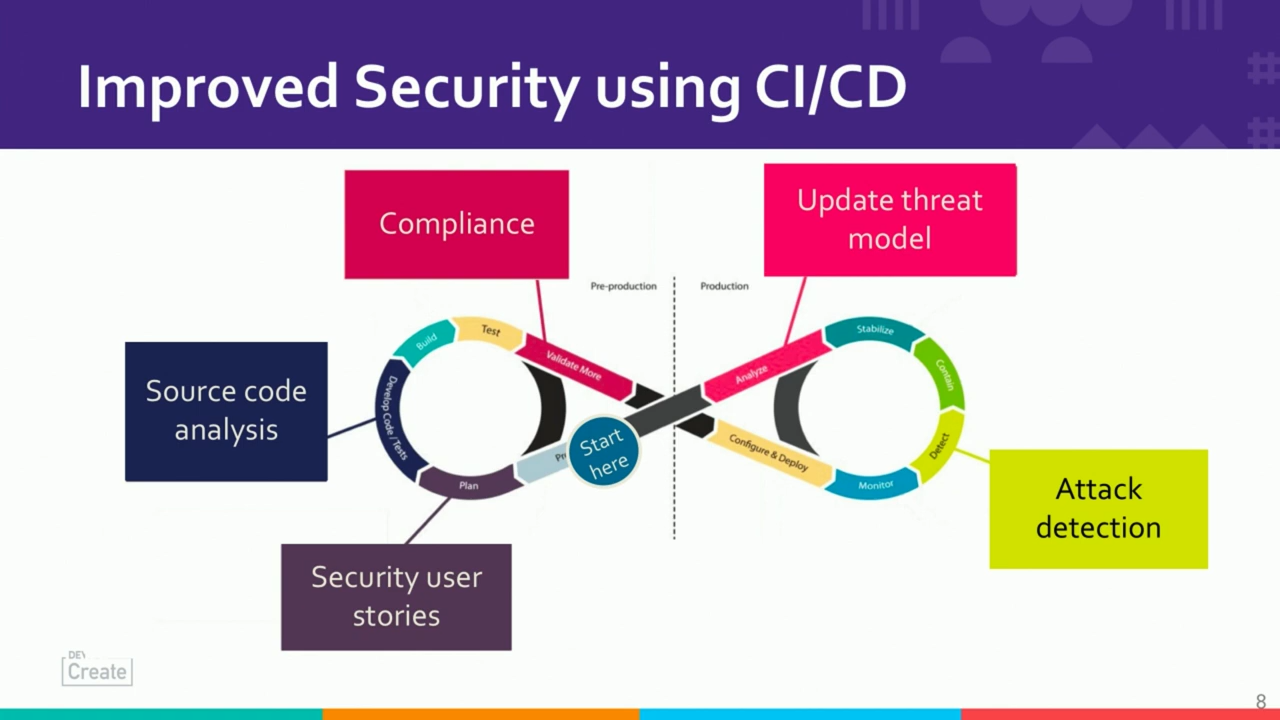 Improved Security using CI/CD
Compliance
Update threat
model
Pre-production
Production
Source code
analysis
Build
Test
Validate More
Develop Code / Tests
Plan
Start
here
Analyze
Stabilize
Contain
Detect
Monitor
Configure & Deploy
Attack
detection
Security user
stories
Create
8